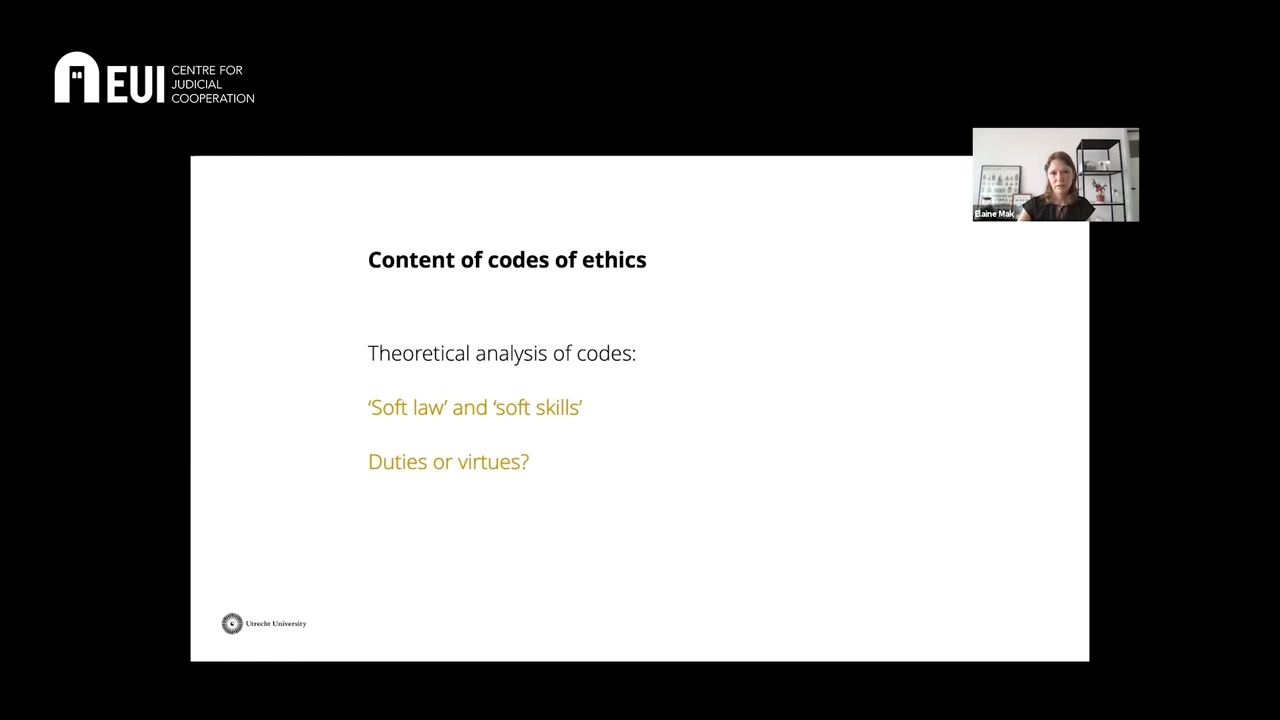 EUI
CENTRE FOR
JUDICIAL
COOPERATION
Elaine Mak
Content of codes of ethics
Theoretical analysis of codes:
‘Soft law’ and ‘soft skills’
Duties or virtues?
Utrecht University